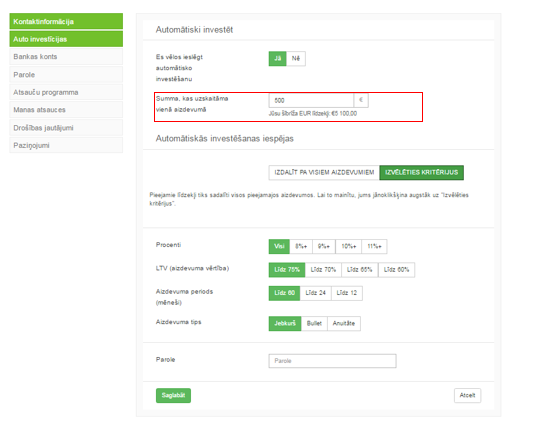 Kontaktinformācija
Auto investīcijas
Bankas konts
Parole
Atsauču programma
Manas atsauces
Drošības jautājumi
Paziņojumi
Automātiski investēt
Es vēlos ieslēgt automātisko investēšanu
Jā Nē
Summa, kas uzskaitāma vienā aizdevumā
500 €
Jūsu šībrīža EUR līdzekļi: €5 100,00
Automātiskās investēšanas iespējas
IZDALĪT PA VISIEM AIZDEVUMIEM IZVĒLĒTIES KRITĒRIJUS
Pieejamie līdzekļi tiks sadalīti visos pieejamajos aizdevumos. Lai to mainītu, jums jānoklikšķina augstāk uz "Izvēlēties
kritērijus".
Procenti
Visi 8%+ 9%+ 10%+ 11%+
LTV (aizdevuma vērtība)
Līdz 75% Līdz 70% Līdz 65% Līdz 60%
Aizdevuma periods (mēneši)
Līdz 60 Līdz 24 Līdz 12
Aizdevuma tips
Jebkurš Bullet Anuitāte
Parole
Parole
Saglabāt Atcelt